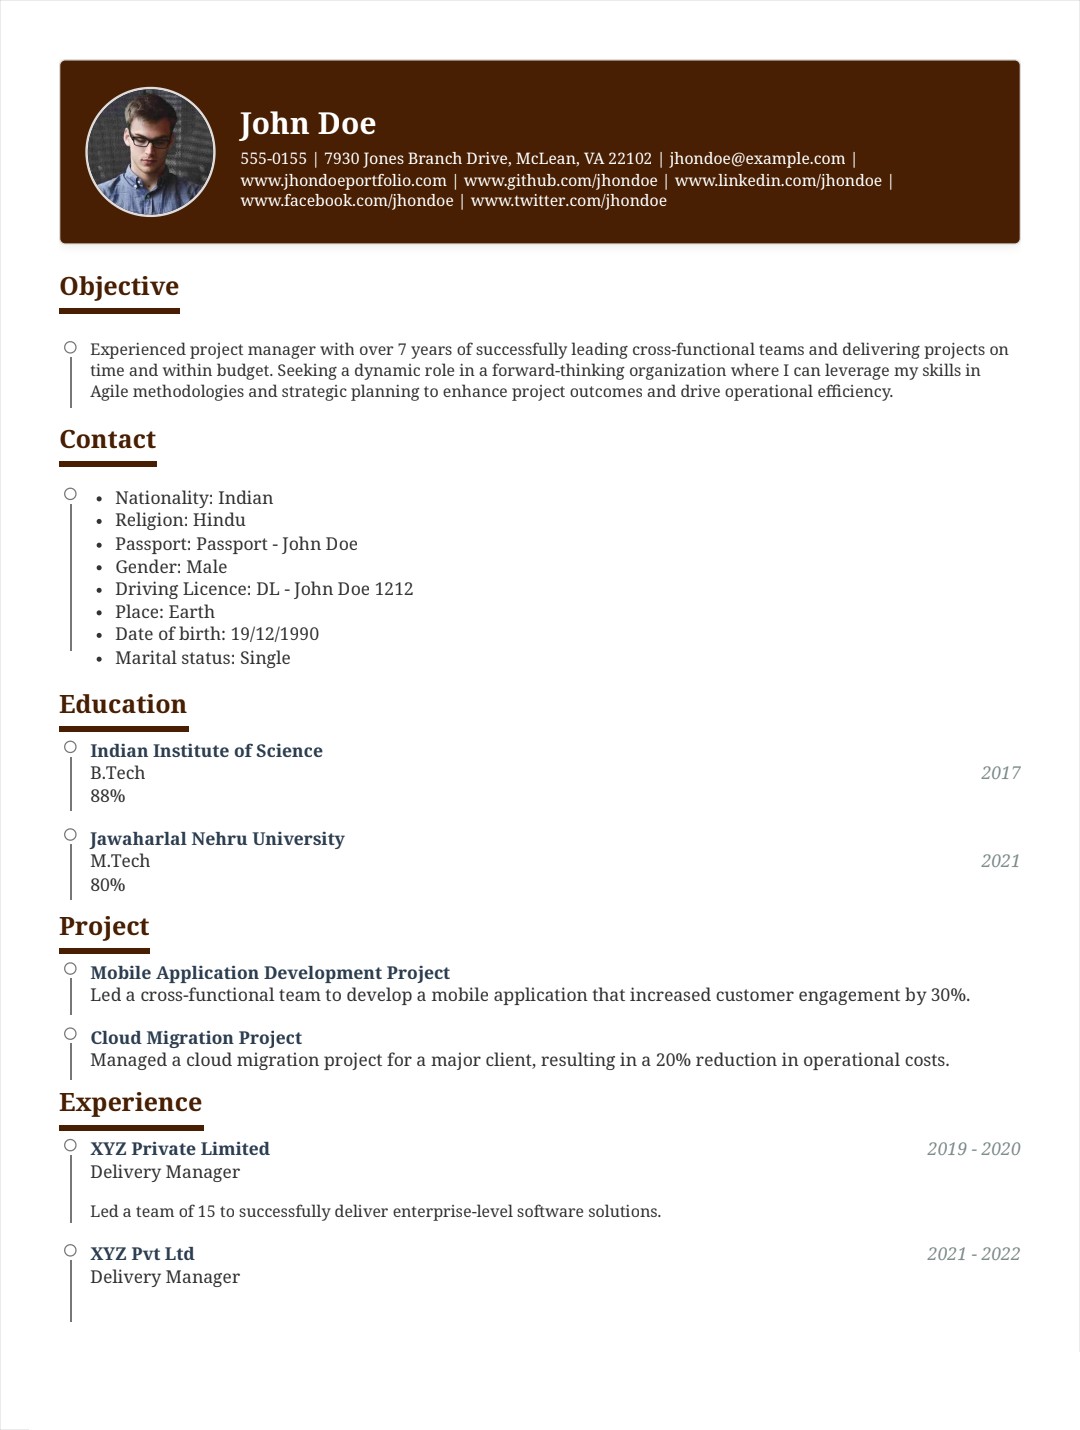 John Doe
555-0155 | 7930 Jones Branch Drive, McLean, VA 22102 | jhondoe@example.com |
www.jhondoeportfolio.com | www.github.com/jhondoe | www.linkedin.com/jhondoe |
www.facebook.com/jhondoe | www.twitter.com/jhondoe
Objective
Experienced project manager with over 7 years of successfully leading cross-functional teams and delivering projects on
time and within budget. Seeking a dynamic role in a forward-thinking organization where I can leverage my skills in
Agile methodologies and strategic planning to enhance project outcomes and drive operational efficiency.
Contact
• Nationality: Indian
• Religion: Hindu
• Passport: Passport - John Doe
• Gender: Male
• Driving Licence: DL - John Doe 1212
• Place: Earth
• Date of birth: 19/12/1990
• Marital status: Single
Education
Indian Institute of Science
B.Tech 2017
88%
Jawaharlal Nehru University
M.Tech 2021
80%
Project
Mobile Application Development Project
Led a cross-functional team to develop a mobile application that increased customer engagement by 30%.
Cloud Migration Project
Managed a cloud migration project for a major client, resulting in a 20% reduction in operational costs.
Experience
XYZ Private Limited 2019 - 2020
Delivery Manager
Led a team of 15 to successfully deliver enterprise-level software solutions.
XYZ Pvt Ltd 2021 - 2022
Delivery Manager